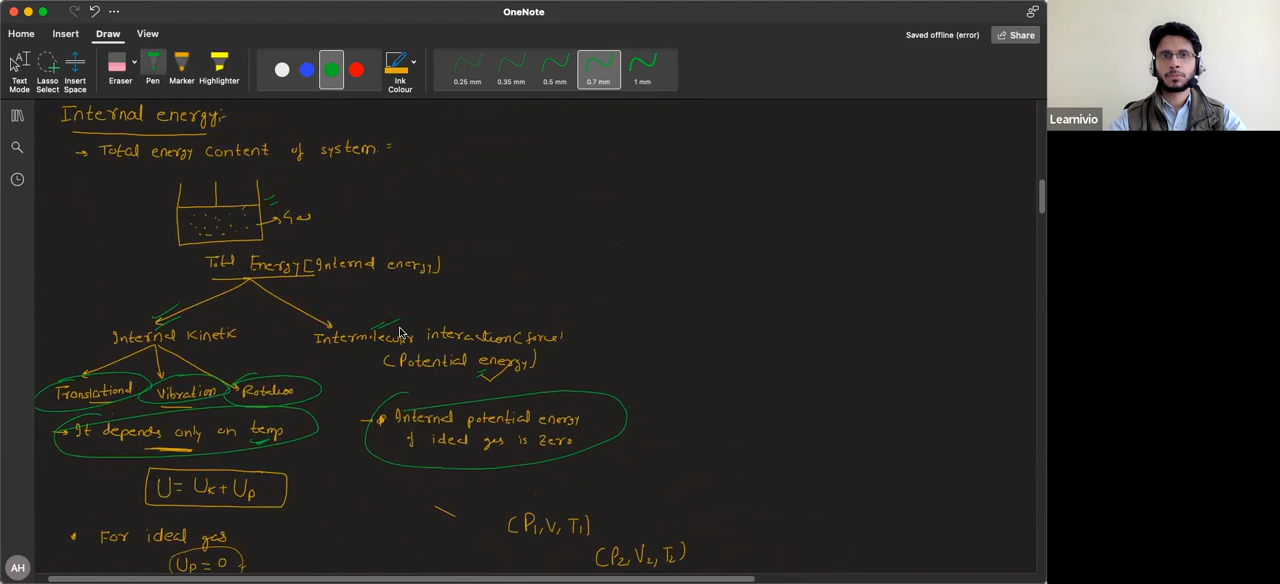 OneNote
Home Insert Draw View
Saved offline (error) Share
Text Mode Lasso Select Insert Space Eraser Pen Marker Highlighter Ink Colour 0.25 mm 0.35 mm 0.5 mm 0.7 mm 1 mm
Learnivio
Internal energy:-
→ Total energy content of system =
→ Gas
Total Energy [Internal energy)
Internal Kinetic
Intermolecular interaction (force)
(Potential energy)
Translational Vibration Rotation
→ It depends only on temp
→ • Internal potential energy
of ideal gas is zero
U = UK + UP
(P1, V, T1)
• For ideal gas
(P2, V2, T2)
UP = 0
AH